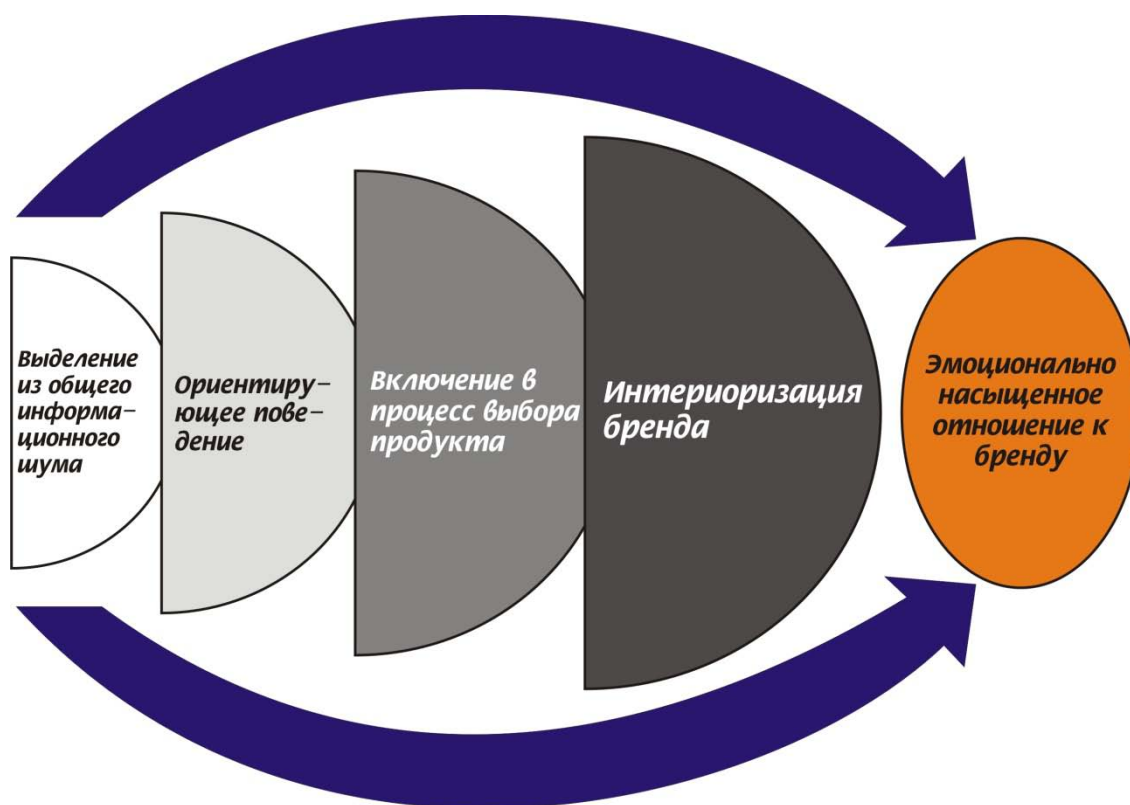 Выделение
из общего
информа-
ционного
шума
Ориентиру-
ющее пове-
дение
Включение в
процесс выбора
продукта
Интериоризация
бренда
Эмоционально
насыщенное
отношение к
бренду